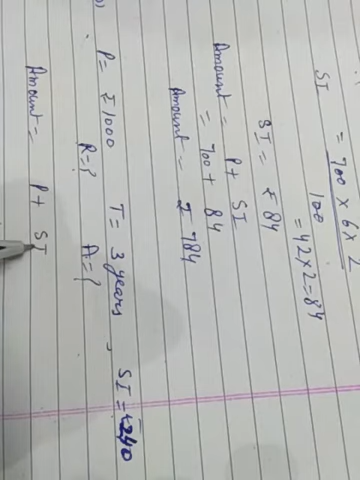 SI = 700 × 6 × 2
100
= 42×2=84
SI = ₹84
Amount = P+ SI
= 700 + 84
Amount = ₹ 784
P= ₹1000 T= 3 years, SI=₹240
R=? A=?
Amount = P+ SI